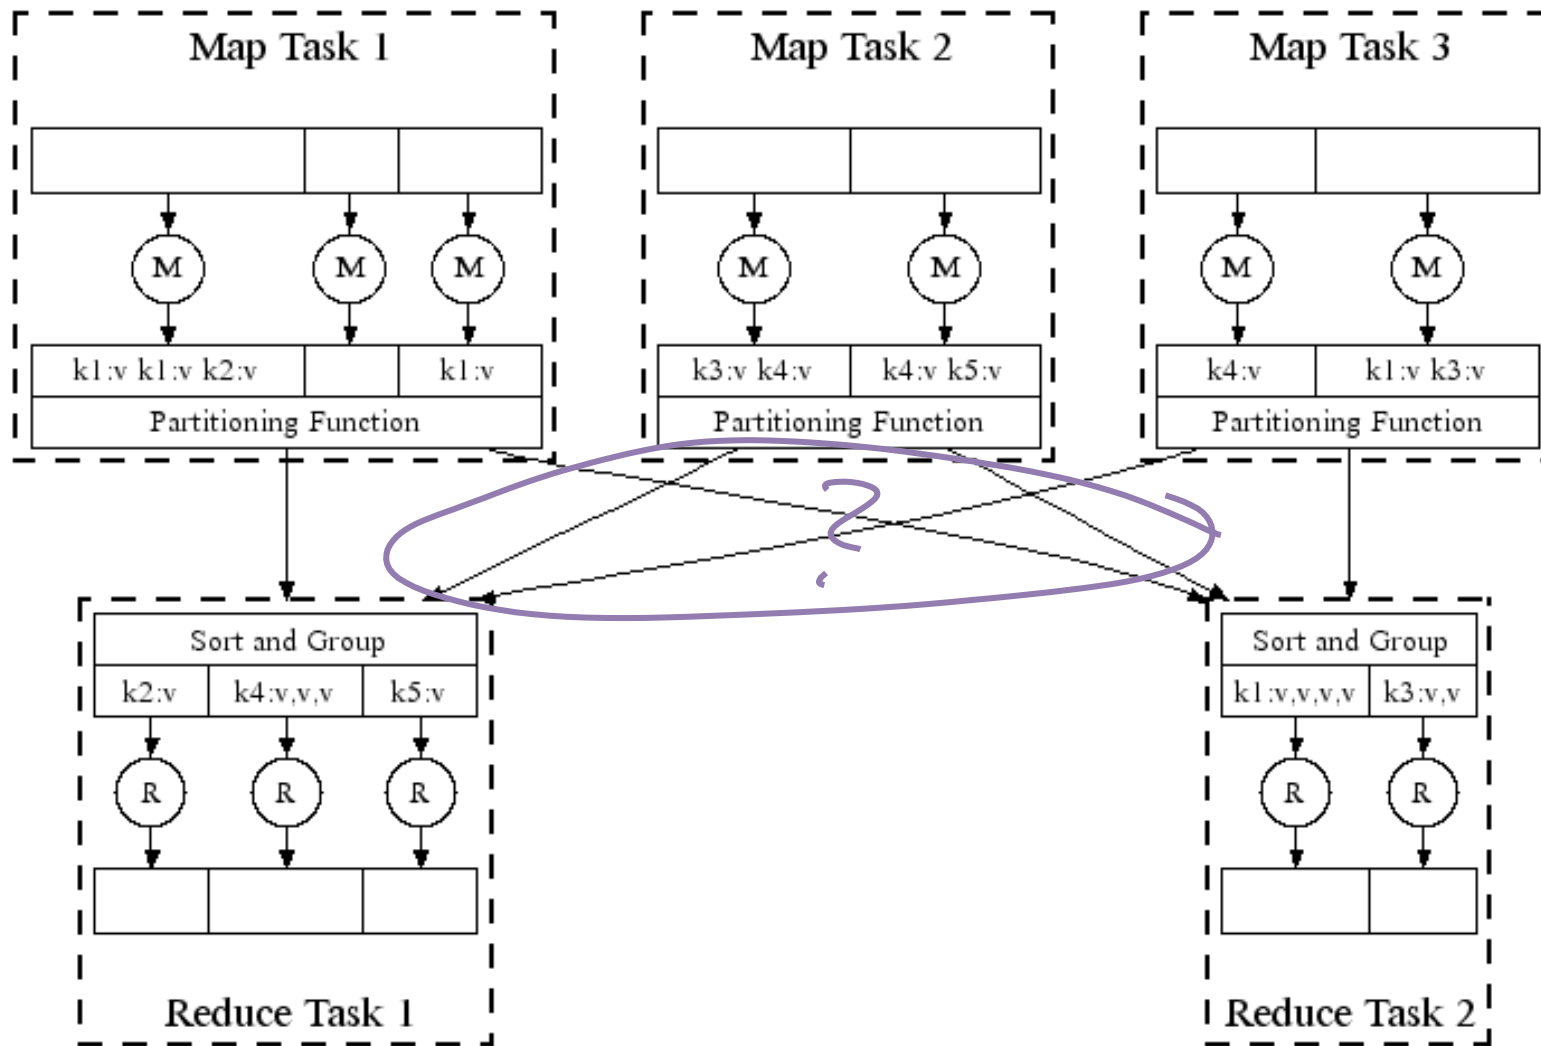 Map Task 1
Map Task 2
Map Task 3
M
M
M
M
M
M
M
k1:v k1:v k2:v
k1:v
k3:v k4:v
k4:v k5:v
k4:v
k1:v k3:v
Partitioning Function
Partitioning Function
Partitioning Function
?
Sort and Group
Sort and Group
k2:v
k4:v,v,v
k5:v
k1:v,v,v,v
k3:v,v
R
R
R
R
R
Reduce Task 1
Reduce Task 2